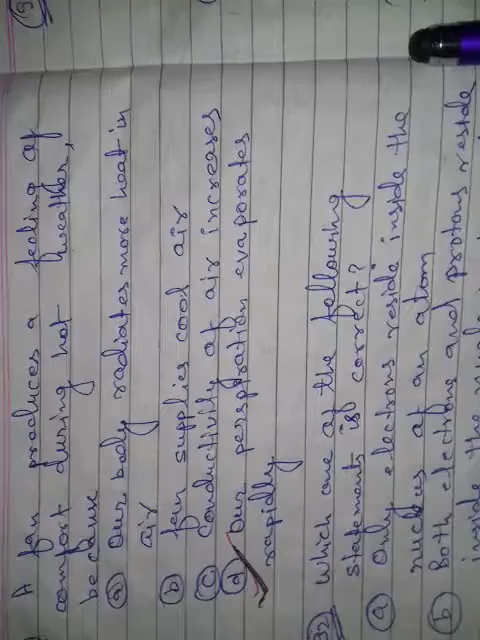 A fan produces a feeling of
comfort during hot weather,
because
(a) Our body radiates more heat in
air
(b) fan supplies cool air
(c) Conductivity of air increases
(d) Our perspiration evaporates
rapidly
32) Which one of the following
statements is correct?
(a) Only electrons reside inside the
nucleus of an atom
(b) Both electrons and protons reside
inside the